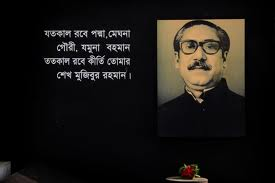 যতকাল রবে পদ্মা,মেঘনা
গৌরী, যমুনা বহমান
ততকাল রবে কীর্তি তোমার
শেখ মুজিবুর রহমান।